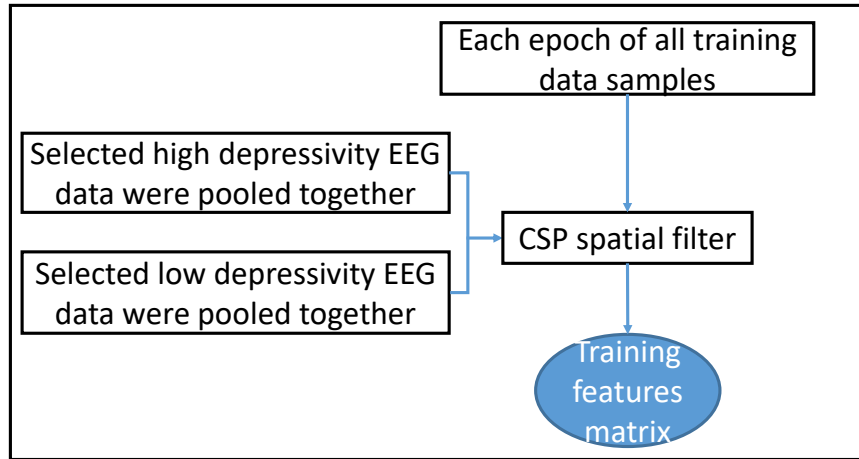 Each epoch of all training
data samples
Selected high depressivity EEG
data were pooled together
CSP spatial filter
Selected low depressivity EEG
data were pooled together
Training
features
matrix